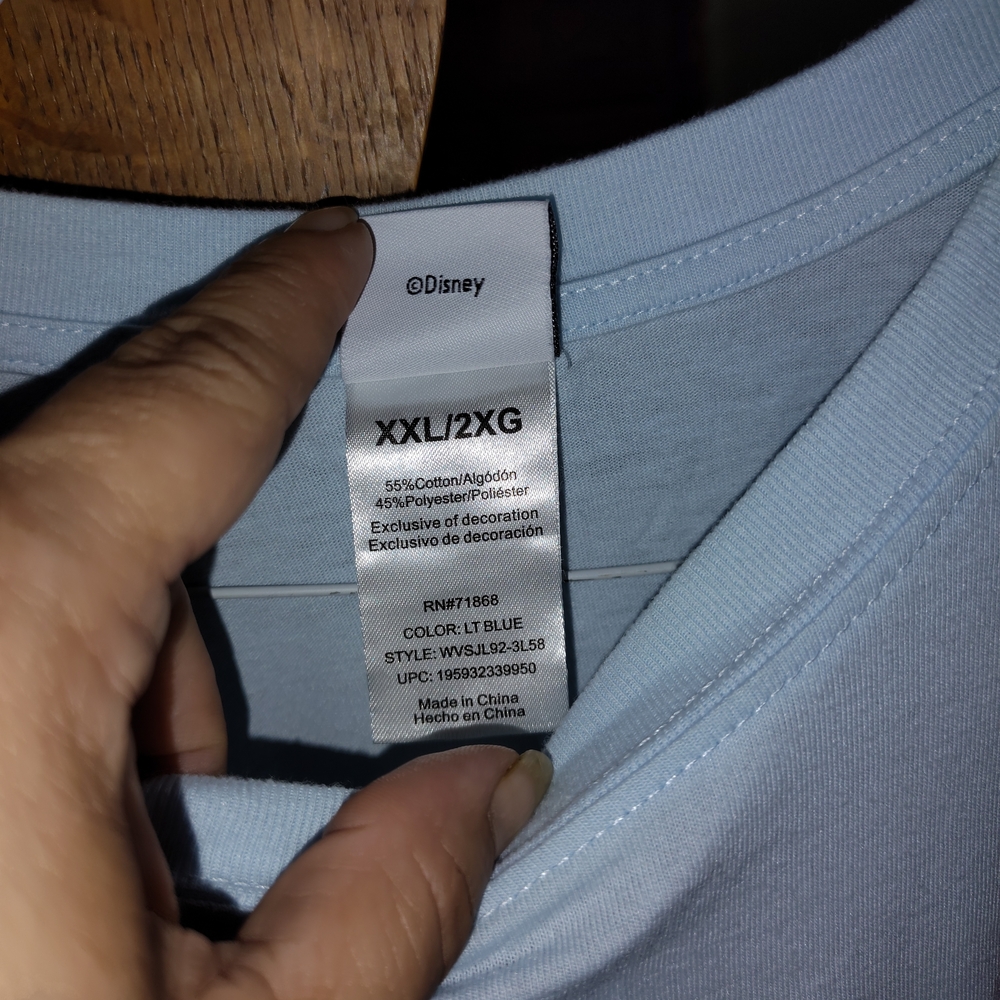 ©Disney
XXL/2XG
55%Cotton/Algódón
45%Polyester/Poliéster
Exclusive of decoration
Exclusivo de decoración
RN#71868
COLOR: LT BLUE
STYLE: WVSJL92-3L58
UPC: 195932339950
Made in China
Hecho en China